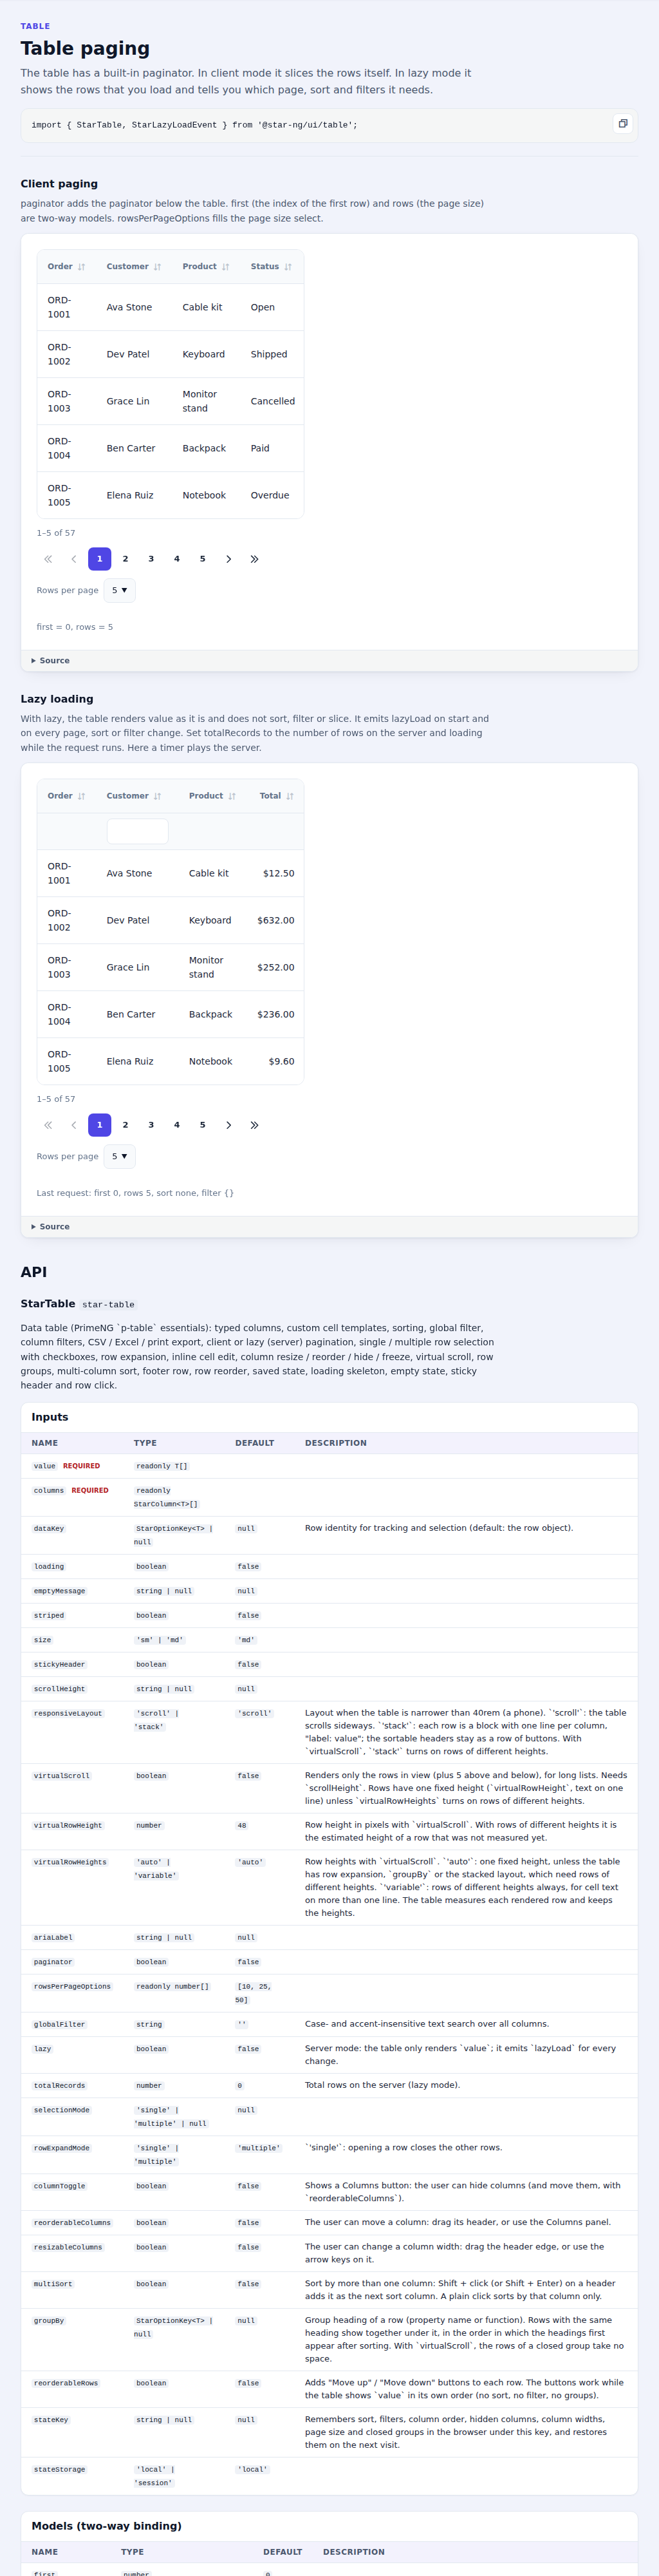 TABLE
Table paging
The table has a built-in paginator. In client mode it slices the rows itself. In lazy mode it
shows the rows that you load and tells you which page, sort and filters it needs.
import { StarTable, StarLazyLoadEvent } from '@star-ng/ui/table';
Client paging
paginator adds the paginator below the table. first (the index of the first row) and rows (the page size)
are two-way models. rowsPerPageOptions fills the page size select.
Order Customer Product Status
ORD-1001 Ava Stone Cable kit Open
ORD-1002 Dev Patel Keyboard Shipped
ORD-1003 Grace Lin Monitor stand Cancelled
ORD-1004 Ben Carter Backpack Paid
ORD-1005 Elena Ruiz Notebook Overdue
1–5 of 57
1 2 3 4 5
Rows per page 5
first = 0, rows = 5
Source
Lazy loading
With lazy, the table renders value as it is and does not sort, filter or slice. It emits lazyLoad on start and
on every page, sort or filter change. Set totalRecords to the number of rows on the server and loading
while the request runs. Here a timer plays the server.
Order Customer Product Total
ORD-1001 Ava Stone Cable kit $12.50
ORD-1002 Dev Patel Keyboard $632.00
ORD-1003 Grace Lin Monitor stand $252.00
ORD-1004 Ben Carter Backpack $236.00
ORD-1005 Elena Ruiz Notebook $9.60
1–5 of 57
1 2 3 4 5
Rows per page 5
Last request: first 0, rows 5, sort none, filter {}
Source
API
StarTable star-table
Data table (PrimeNG `p-table` essentials): typed columns, custom cell templates, sorting, global filter,
column filters, CSV / Excel / print export, client or lazy (server) pagination, single / multiple row selection
with checkboxes, row expansion, inline cell edit, column resize / reorder / hide / freeze, virtual scroll, row
groups, multi-column sort, footer row, row reorder, saved state, loading skeleton, empty state, sticky
header and row click.
Inputs
NAME TYPE DEFAULT DESCRIPTION
value REQUIRED readonly T[]
columns REQUIRED readonly StarColumn<T>[]
dataKey StarOptionKey<T> | null null Row identity for tracking and selection (default: the row object).
loading boolean false
emptyMessage string | null null
striped boolean false
size 'sm' | 'md' 'md'
stickyHeader boolean false
scrollHeight string | null null
responsiveLayout 'scroll' | 'stack' 'scroll' Layout when the table is narrower than 40rem (a phone). `'scroll'`: the table
scrolls sideways. `'stack'`: each row is a block with one line per column,
"label: value"; the sortable headers stay as a row of buttons. With
`virtualScroll`, `'stack'` turns on rows of different heights.
virtualScroll boolean false Renders only the rows in view (plus 5 above and below), for long lists. Needs
`scrollHeight`. Rows have one fixed height (`virtualRowHeight`, text on one
line) unless `virtualRowHeights` turns on rows of different heights.
virtualRowHeight number 48 Row height in pixels with `virtualScroll`. With rows of different heights it is
the estimated height of a row that was not measured yet.
virtualRowHeights 'auto' | 'variable' 'auto' Row heights with `virtualScroll`. `'auto'`: one fixed height, unless the table
has row expansion, `groupBy` or the stacked layout, which need rows of
different heights. `'variable'`: rows of different heights always, for cell text
on more than one line. The table measures each rendered row and keeps
the heights.
ariaLabel string | null null
paginator boolean false
rowsPerPageOptions readonly number[] [10, 25, 50]
globalFilter string '' Case- and accent-insensitive text search over all columns.
lazy boolean false Server mode: the table only renders `value`; it emits `lazyLoad` for every
change.
totalRecords number 0 Total rows on the server (lazy mode).
selectionMode 'single' | 'multiple' | null null
rowExpandMode 'single' | 'multiple' 'multiple' `'single'`: opening a row closes the other rows.
columnToggle boolean false Shows a Columns button: the user can hide columns (and move them, with
`reorderableColumns`).
reorderableColumns boolean false The user can move a column: drag its header, or use the Columns panel.
resizableColumns boolean false The user can change a column width: drag the header edge, or use the
arrow keys on it.
multiSort boolean false Sort by more than one column: Shift + click (or Shift + Enter) on a header
adds it as the next sort column. A plain click sorts by that column only.
groupBy StarOptionKey<T> | null null Group heading of a row (property name or function). Rows with the same
heading show together under it, in the order in which the headings first
appear after sorting. With `virtualScroll`, the rows of a closed group take no
space.
reorderableRows boolean false Adds "Move up" / "Move down" buttons to each row. The buttons work while
the table shows `value` in its own order (no sort, no filter, no groups).
stateKey string | null null Remembers sort, filters, column order, hidden columns, column widths,
page size and closed groups in the browser under this key, and restores
them on the next visit.
stateStorage 'local' | 'session' 'local'
Models (two-way binding)
NAME TYPE DEFAULT DESCRIPTION
first number 0